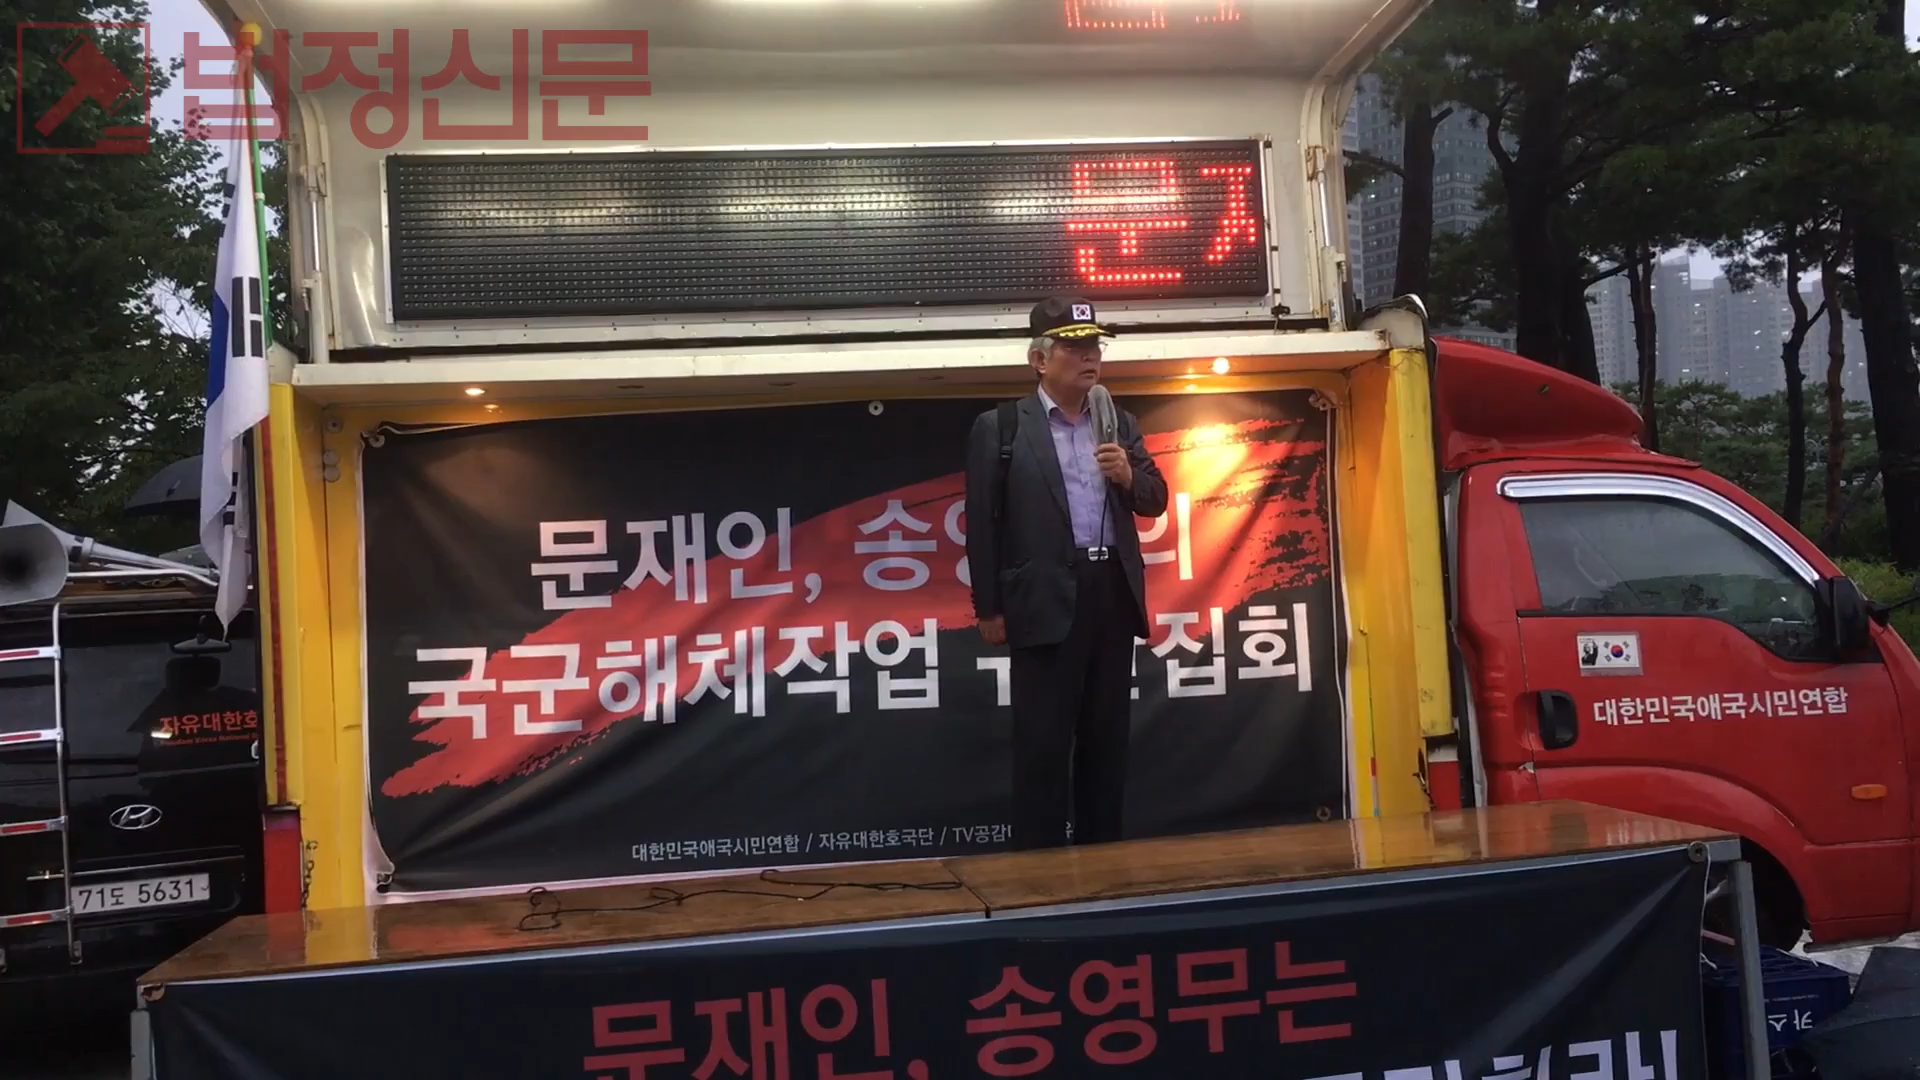 법정신문
문
문재인, 송
국군해체작업 집회
대한민국애국시민연합 / 자유대한호국단 / TV공감
문재인, 송영무는
자유대한호
71도 5631
대한민국애국시민연합
카스